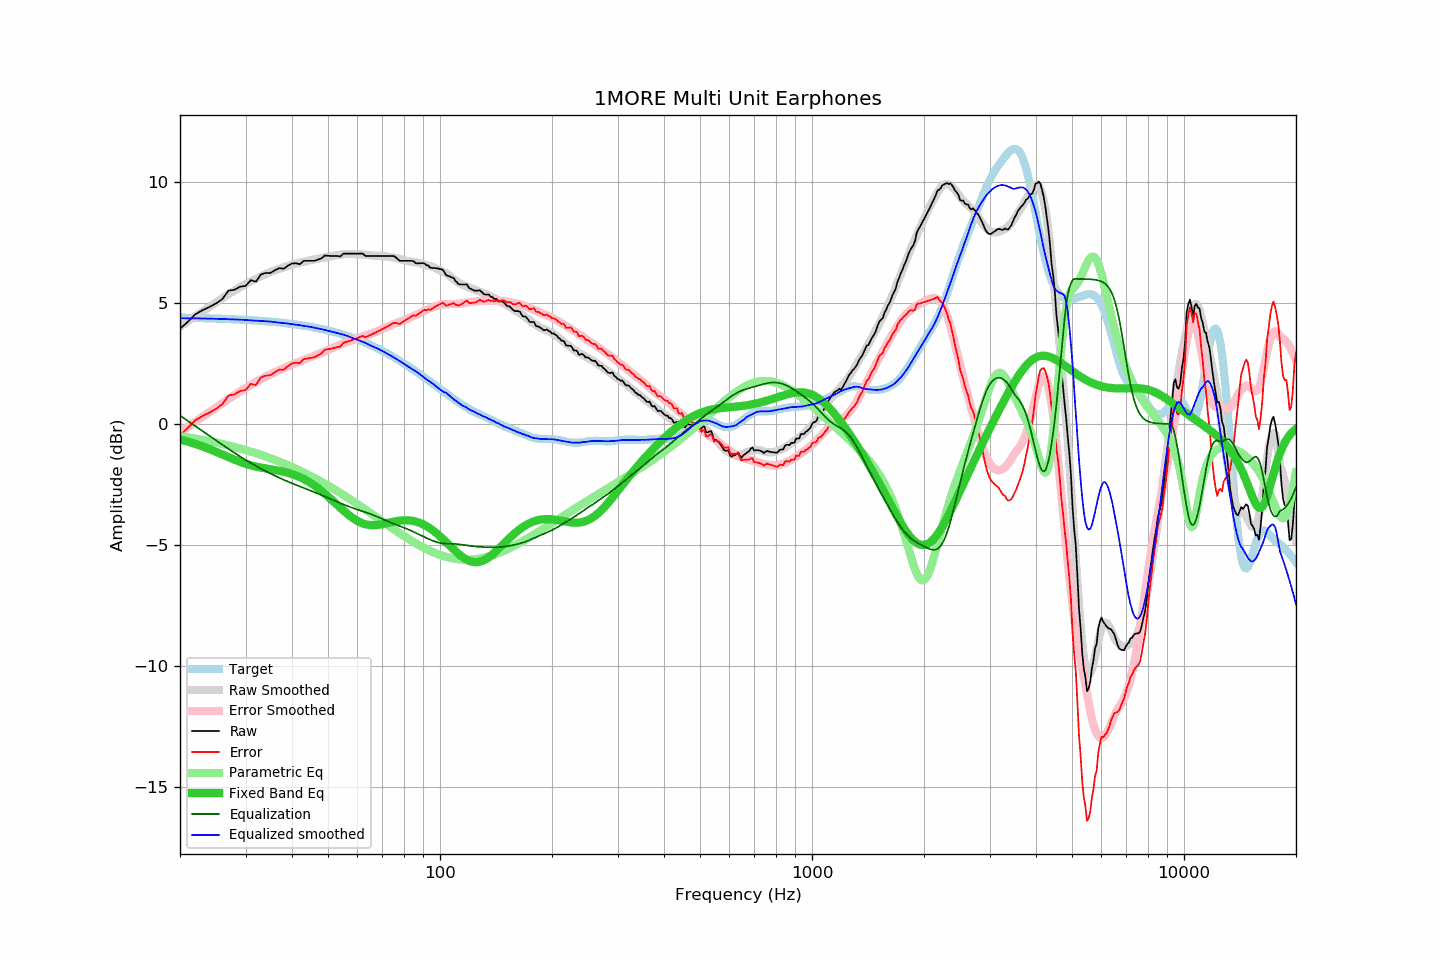 1MORE Multi Unit Earphones
Amplitude (dBr)
10
5
0
−5
−10
−15
Target
Raw Smoothed
Error Smoothed
Raw
Error
Parametric Eq
Fixed Band Eq
Equalization
Equalized smoothed
100 1000 10000
Frequency (Hz)